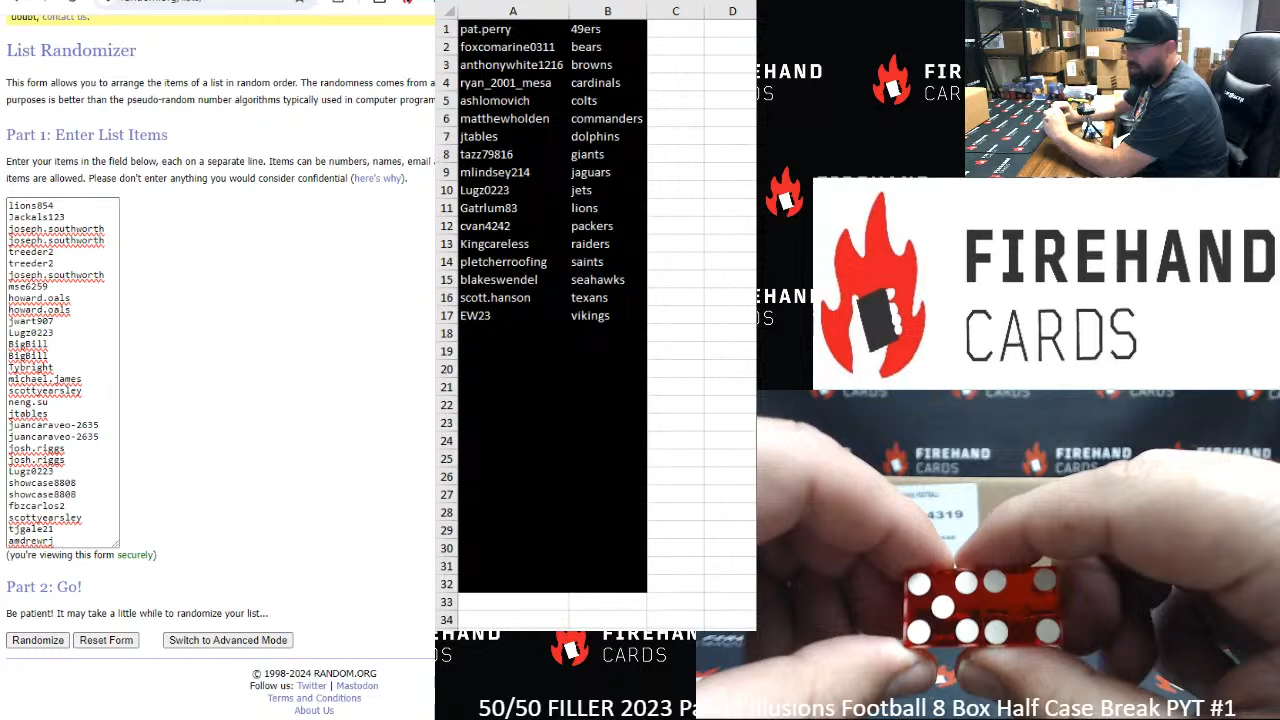 doubt, contact us.
List Randomizer
This form allows you to arrange the items of a list in random order. The randomness comes from a
purposes is better than the pseudo-random number algorithms typically used in computer program
Part 1: Enter List Items
Enter your items in the field below, each on a separate line. Items can be numbers, names, email
items are allowed. Please don't enter anything you would consider confidential (here's why).
lions854
Jackals123
joseph.southworth
joseph.southworth
treeder2
treeder2
joseph.southworth
mse6259
howard.oals
howard.oals
jwart907
Lugz0223
BigBill
BigBill
Tybright
michael.james
scottyearsley
neng.su
jtables
juancaraveo-2635
juancaraveo-2635
josh.riggs
josh.riggs
Lugz0223
showcase8808
showcase8808
fbzcarlos2
scottyearsley
tjgale21
amdrewrj
(you're viewing this form securely)
Part 2: Go!
Be patient! It may take a little while to randomize your list...
Randomize Reset Form Switch to Advanced Mode
© 1998-2024 RANDOM.ORG
Follow us: Twitter | Mastodon
Terms and Conditions
About Us
A B C D
1 pat.perry 49ers
2 foxcomarine0311 bears
3 anthonywhite1216 browns
4 ryan_2001_mesa cardinals
5 ashlomovich colts
6 matthewholden commanders
7 jtables dolphins
8 tazz79816 giants
9 mlindsey214 jaguars
10 Lugz0223 jets
11 Gatrlum83 lions
12 cvan4242 packers
13 Kingcareless raiders
14 pletcherroofing saints
15 blakeswendel seahawks
16 scott.hanson texans
17 EW23 vikings
18
19
20
21
22
23
24
25
26
27
28
29
30
31
32
33
34
FIREHAND
CARDS
FIREHAND
CARDS
FIREHAND
CARDS
4319
50/50 FILLER 2023 Pa Illusions Football 8 Box Half Case Break PYT #1